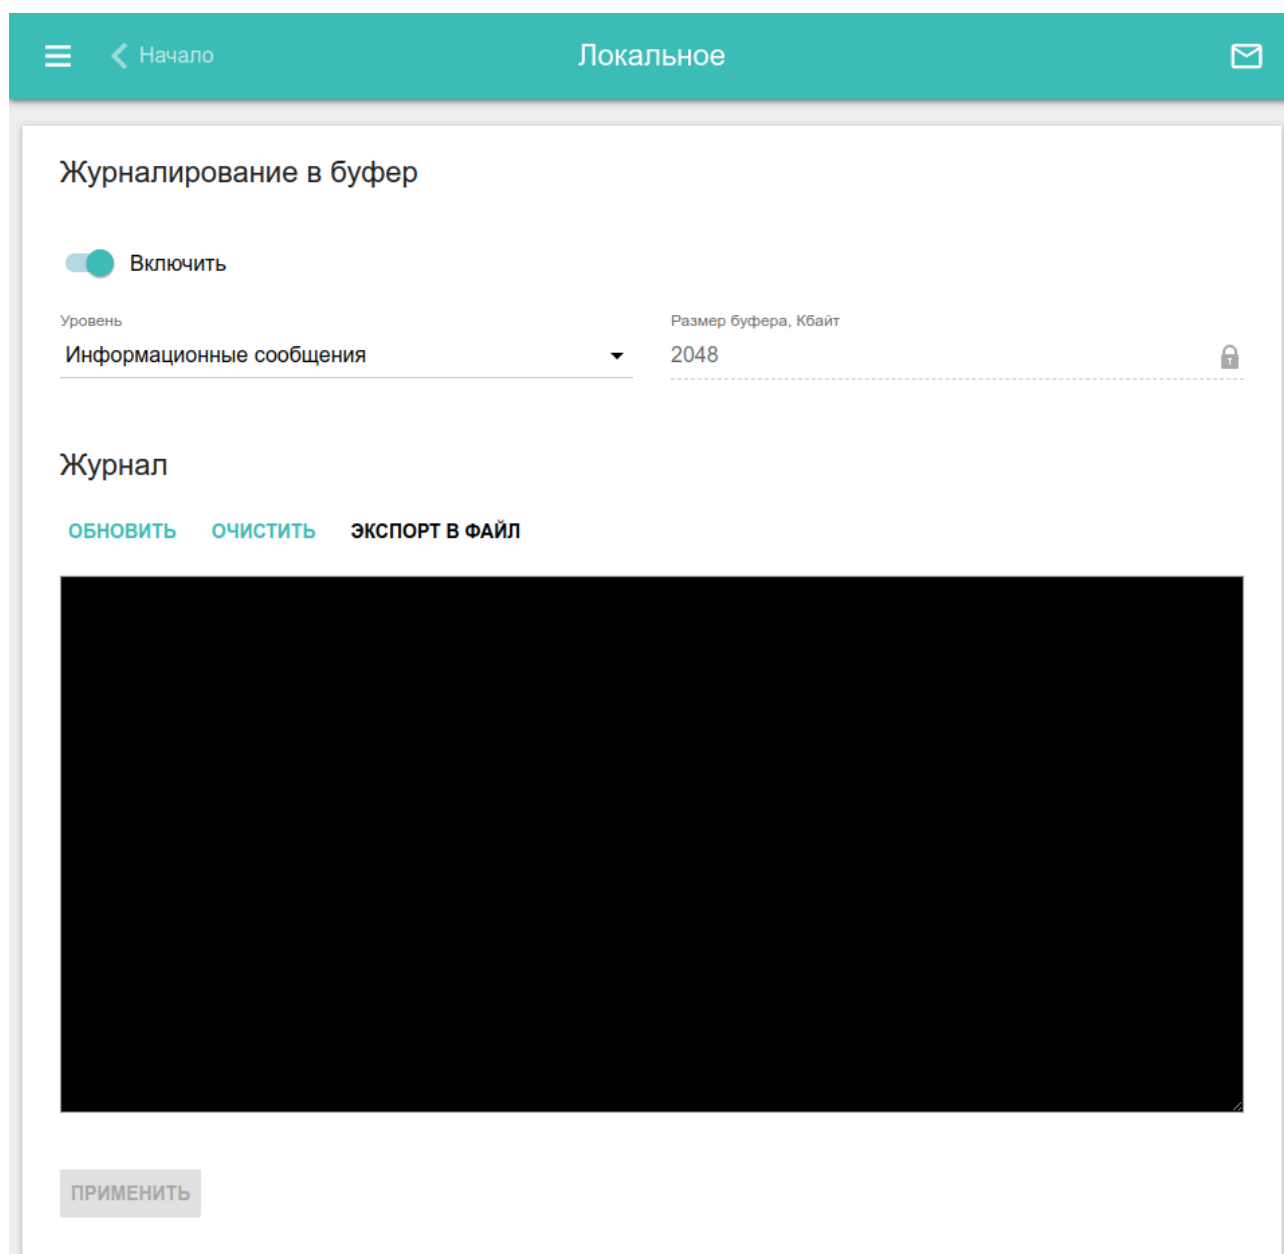 Начало Локальное
Журналирование в буфер
Включить
Уровень Размер буфера, Кбайт
Информационные сообщения 2048
Журнал
ОБНОВИТЬ ОЧИСТИТЬ ЭКСПОРТ В ФАЙЛ
ПРИМЕНИТЬ